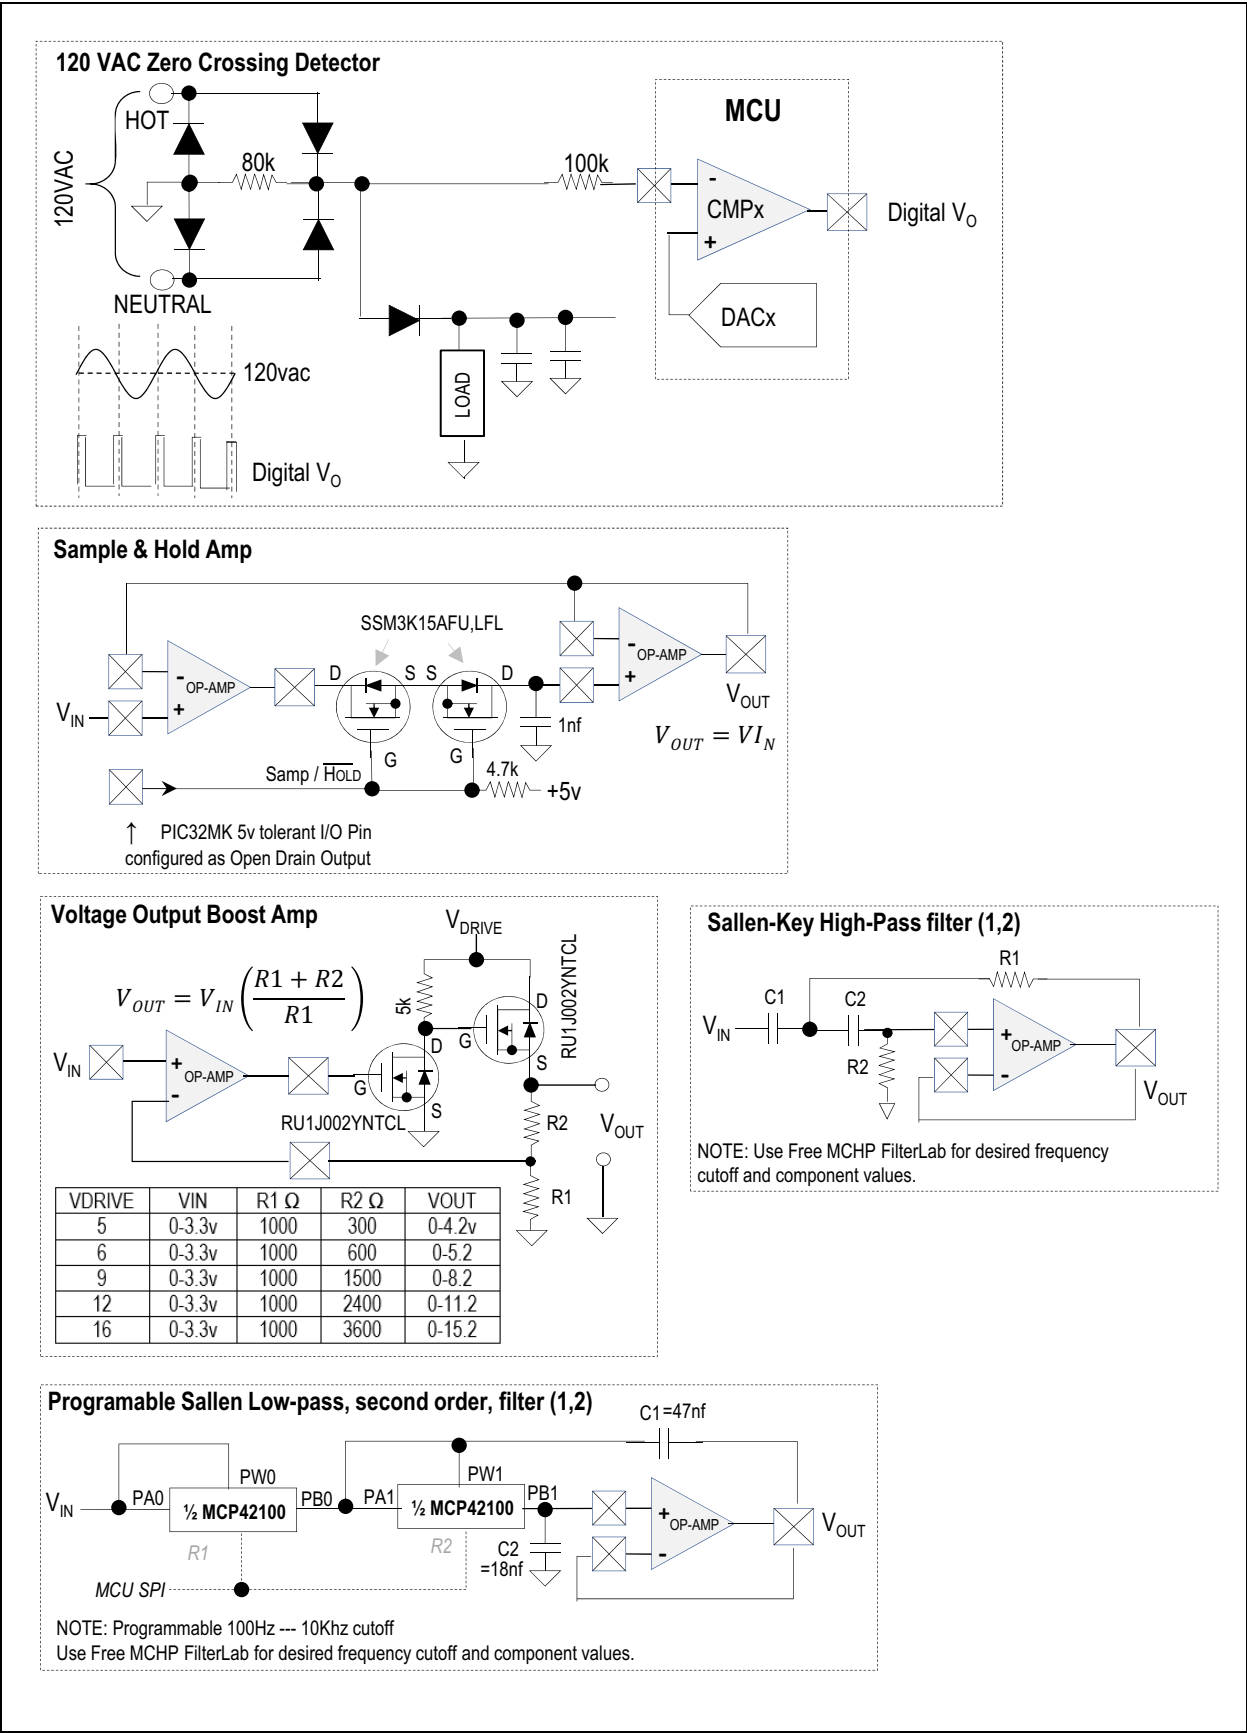 120 VAC Zero Crossing Detector
HOT
120VAC
80k
NEUTRAL
100k
MCU
-
CMPx
+
DACx
Digital VO
LOAD
120vac
Digital VO
Sample & Hold Amp
SSM3K15AFU,LFL
-
OP-AMP
+
VIN
D S S D
G G
1nf
-
OP-AMP
+
VOUT
VOUT = VIN
Samp / HOLD
4.7k
+5v
↑ PIC32MK 5v tolerant I/O Pin
configured as Open Drain Output
Voltage Output Boost Amp
VDRIVE
VOUT = VIN (R1 + R2 / R1)
5k
RU1J002YNTCL
D
G
S
VIN
+
OP-AMP
-
G
D
S
RU1J002YNTCL
R2
VOUT
R1
VDRIVE VIN R1 Ω R2 Ω VOUT
5 0-3.3v 1000 300 0-4.2v
6 0-3.3v 1000 600 0-5.2
9 0-3.3v 1000 1500 0-8.2
12 0-3.3v 1000 2400 0-11.2
16 0-3.3v 1000 3600 0-15.2
Sallen-Key High-Pass filter (1,2)
R1
C1 C2
VIN
R2
+
OP-AMP
-
VOUT
NOTE: Use Free MCHP FilterLab for desired frequency
cutoff and component values.
Programable Sallen Low-pass, second order, filter (1,2)
C1=47nf
PW0 PW1
VIN PA0 ½ MCP42100 PB0 PA1 ½ MCP42100 PB1
R1 R2
C2
=18nf
+
OP-AMP
-
VOUT
MCU SPI
NOTE: Programmable 100Hz --- 10Khz cutoff
Use Free MCHP FilterLab for desired frequency cutoff and component values.